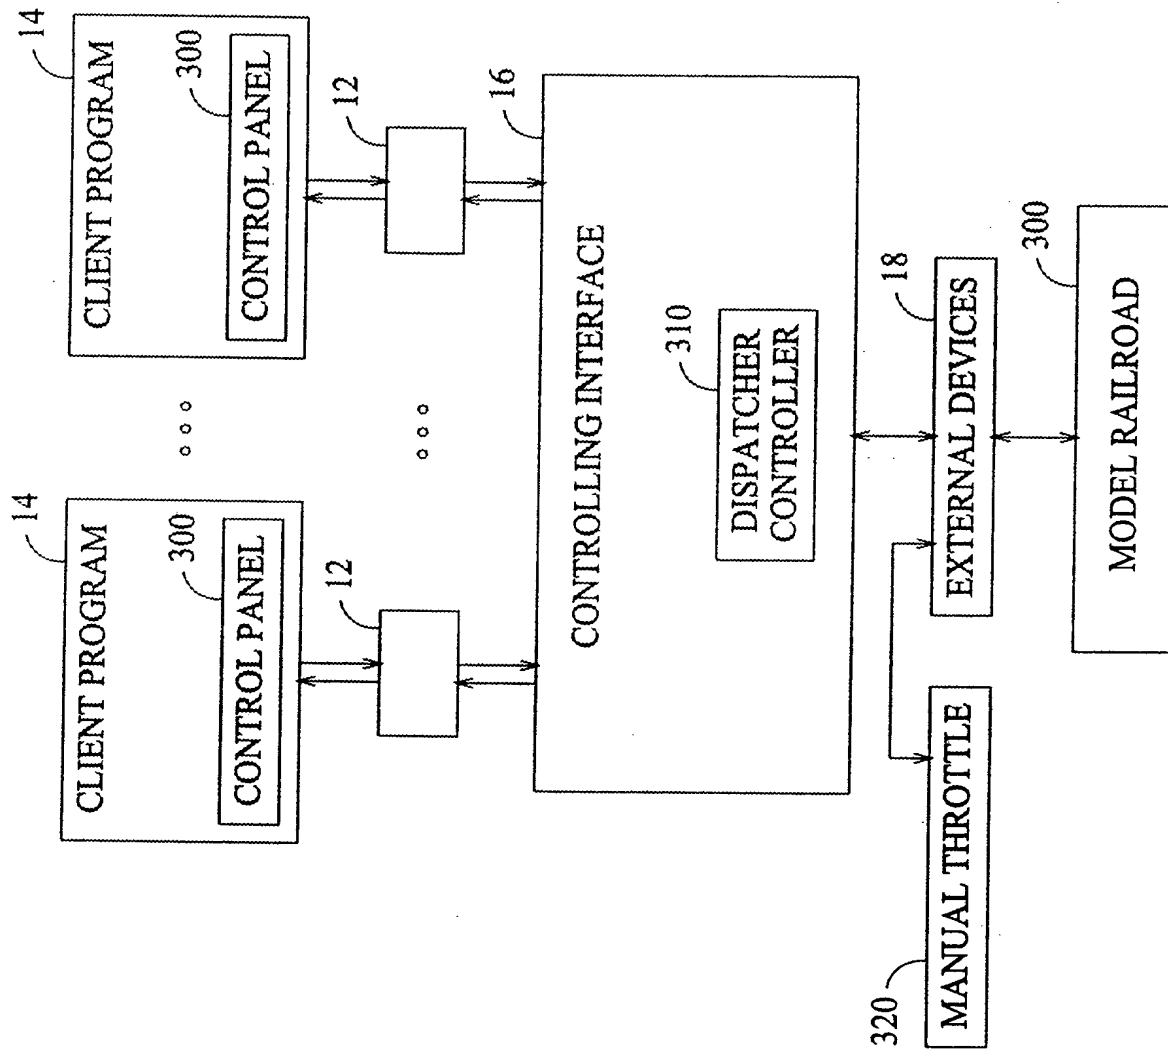 14
CLIENT PROGRAM
300
CONTROL PANEL
14
CLIENT PROGRAM
300
CONTROL PANEL
12
12
16
CONTROLLING INTERFACE
310
DISPATCHER
CONTROLLER
18
EXTERNAL DEVICES
320
MANUAL THROTTLE
300
MODEL RAILROAD